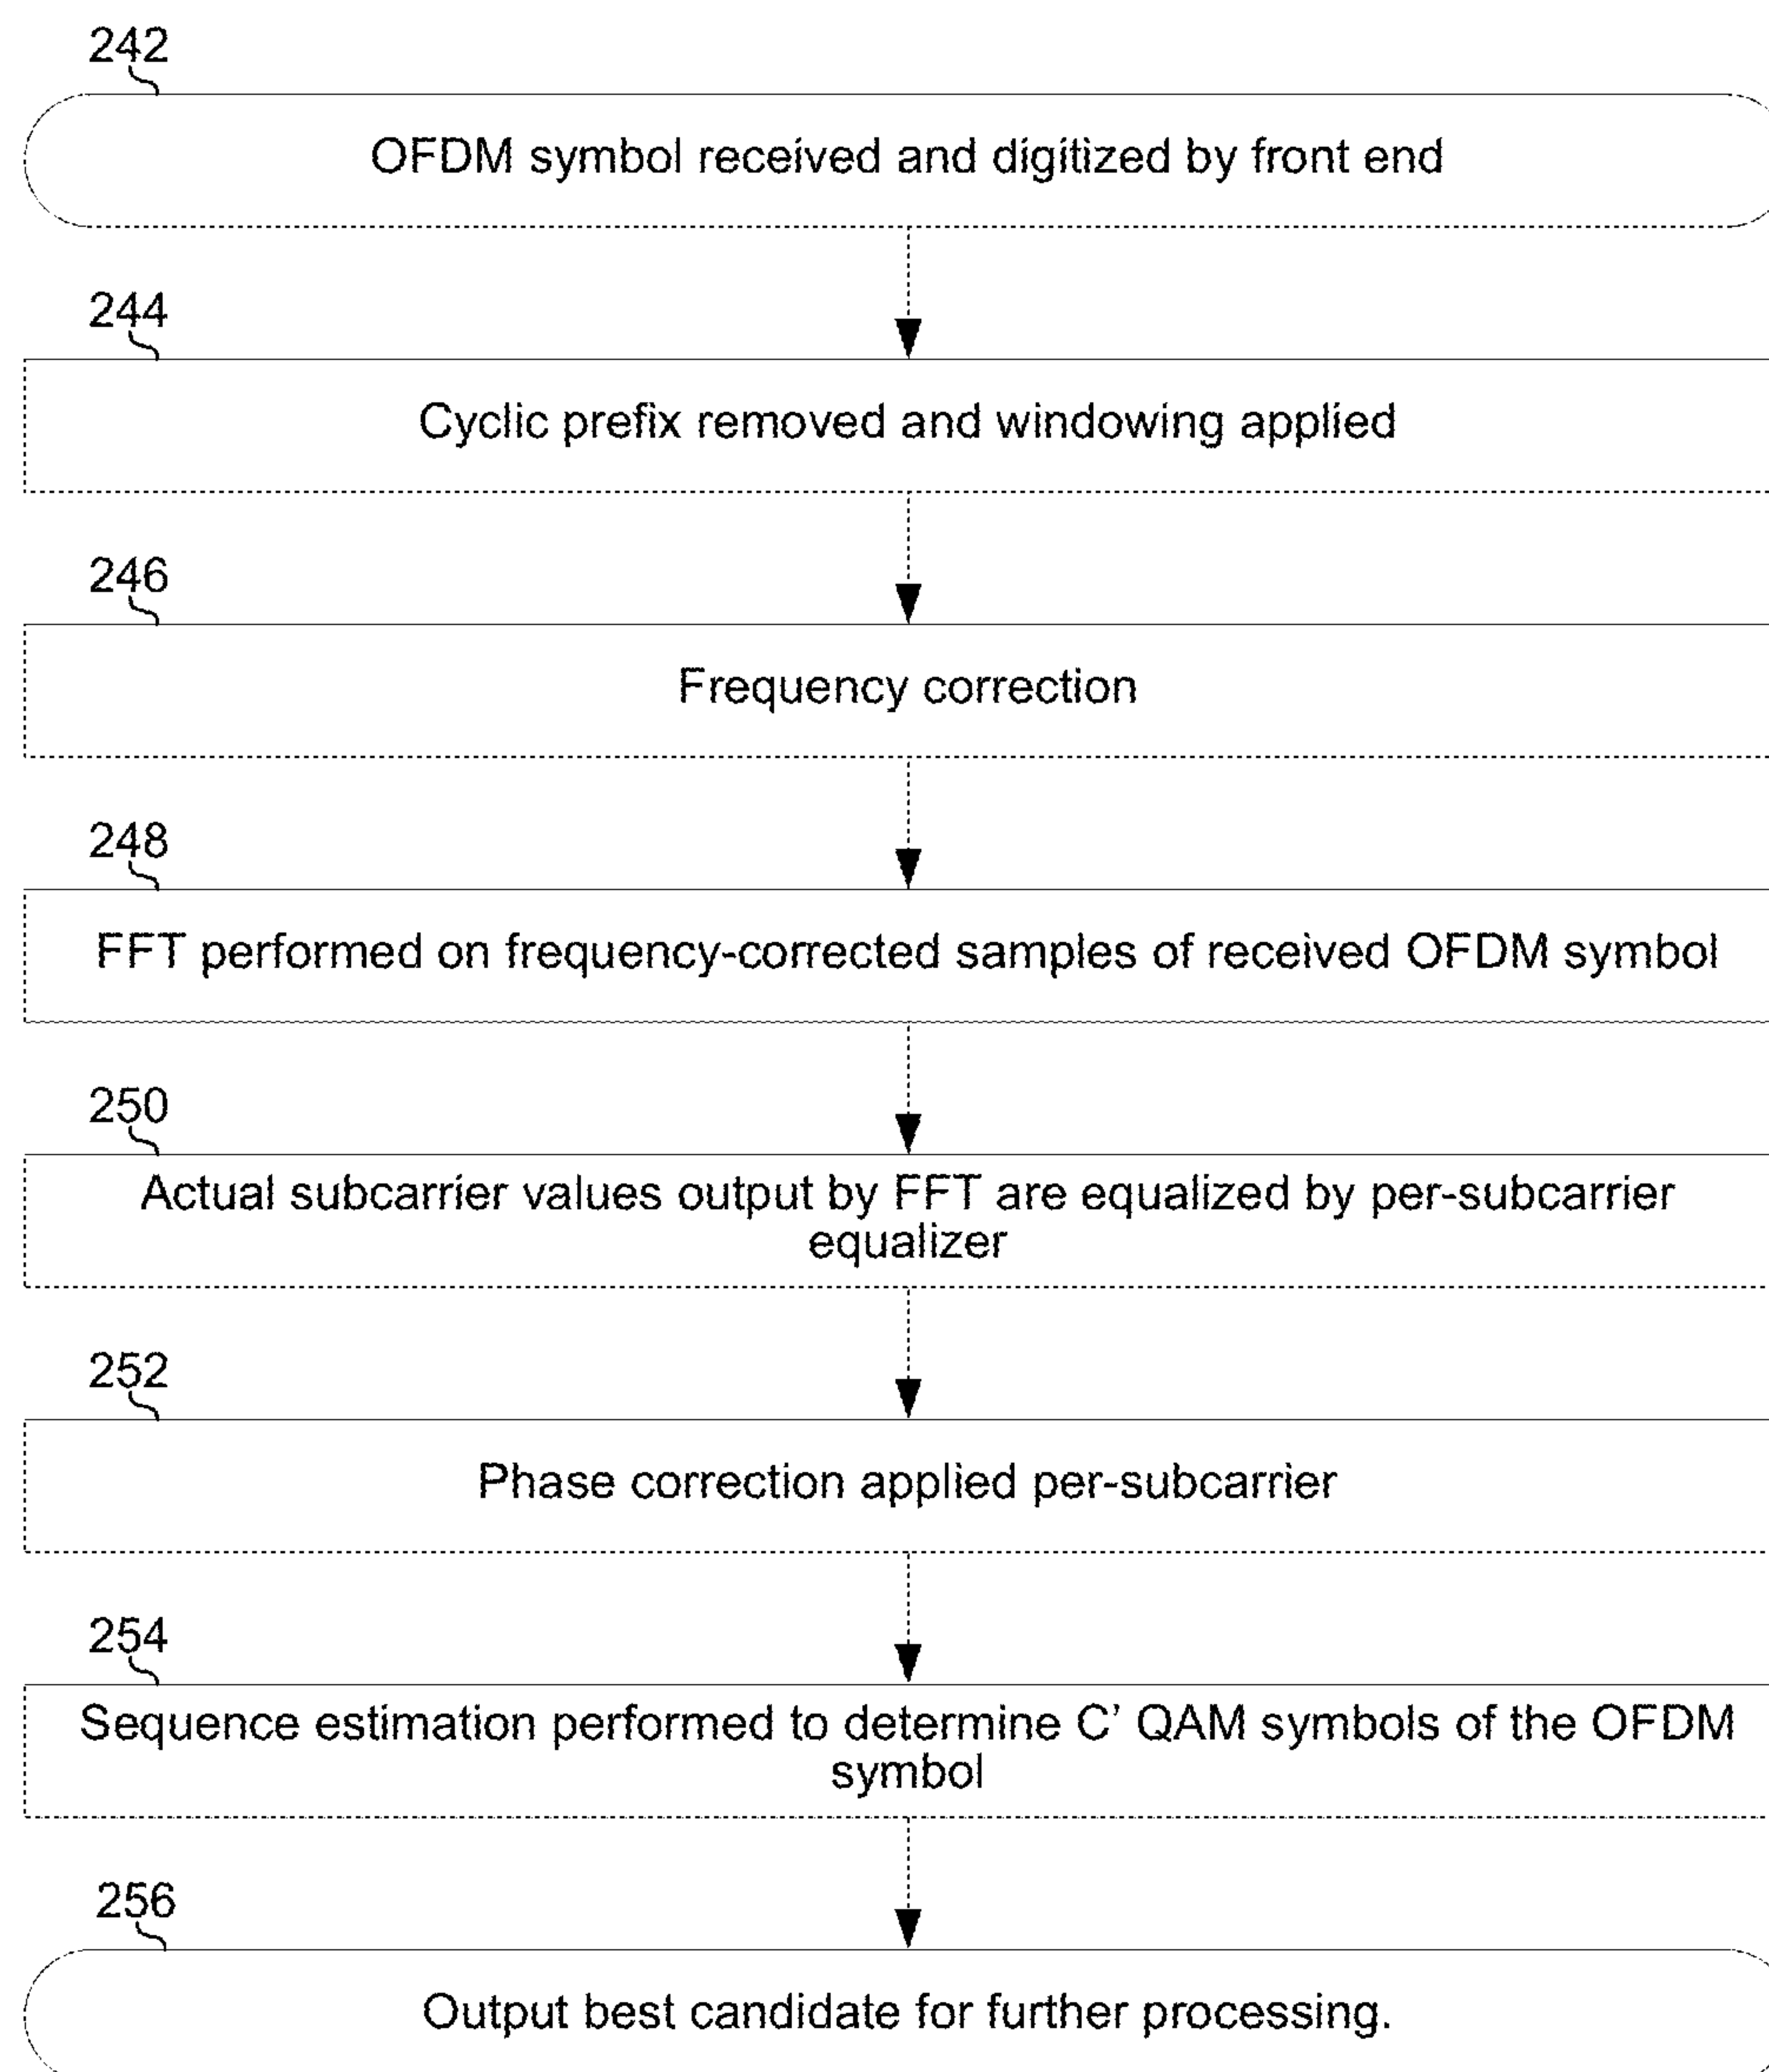 242
OFDM symbol received and digitized by front end
244
Cyclic prefix removed and windowing applied
246
Frequency correction
248
FFT performed on frequency-corrected samples of received OFDM symbol
250
Actual subcarrier values output by FFT are equalized by per-subcarrier
equalizer
252
Phase correction applied per-subcarrier
254
Sequence estimation performed to determine C' QAM symbols of the OFDM
symbol
256
Output best candidate for further processing.